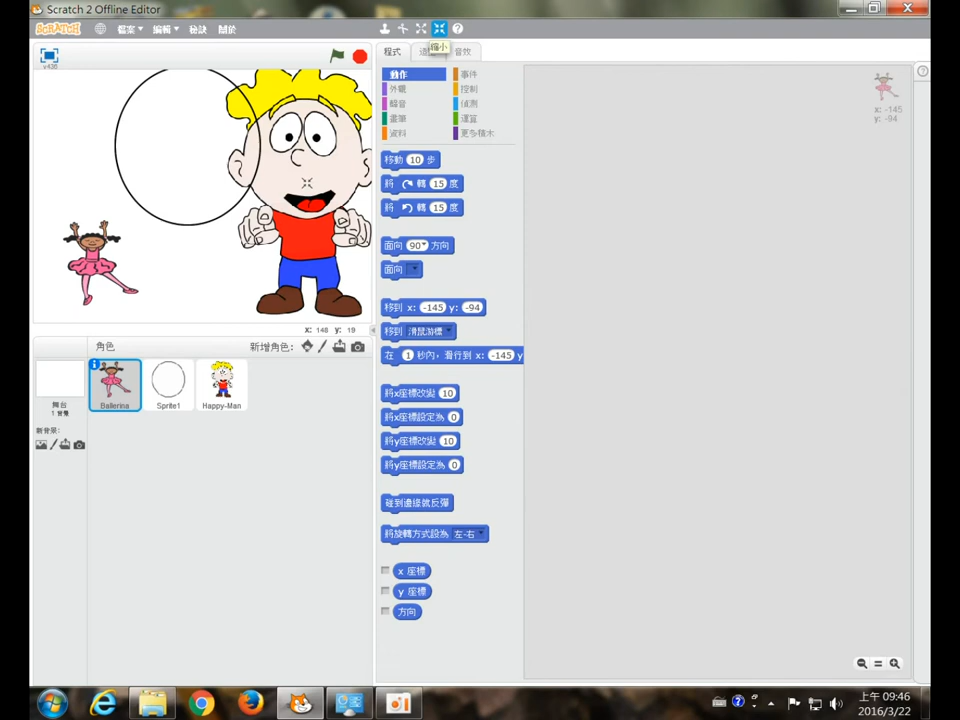 Scratch 2 Offline Editor
SCRATCH 檔案 編輯 秘訣 關於
縮小
v436
程式 音效
動作 事件
外觀 控制
聲音 偵測
畫筆 運算
資料 更多積木
x: -145
y: -94
移動 10 步
將 轉 15 度
將 轉 15 度
面向 90 方向
面向
移到 x: -145 y: -94
移到 滑鼠游標
在 1 秒內，滑行到 x: -145 y
將x座標改變 10
將x座標設定為 0
將y座標改變 10
將y座標設定為 0
碰到邊緣就反彈
將旋轉方式設為 左-右
x 座標
y 座標
方向
x: 148 y: 19
角色 新增角色:
舞台
1 背景
新背景:
Ballerina Sprite1 Happy-Man
上午 09:46
2016/3/22